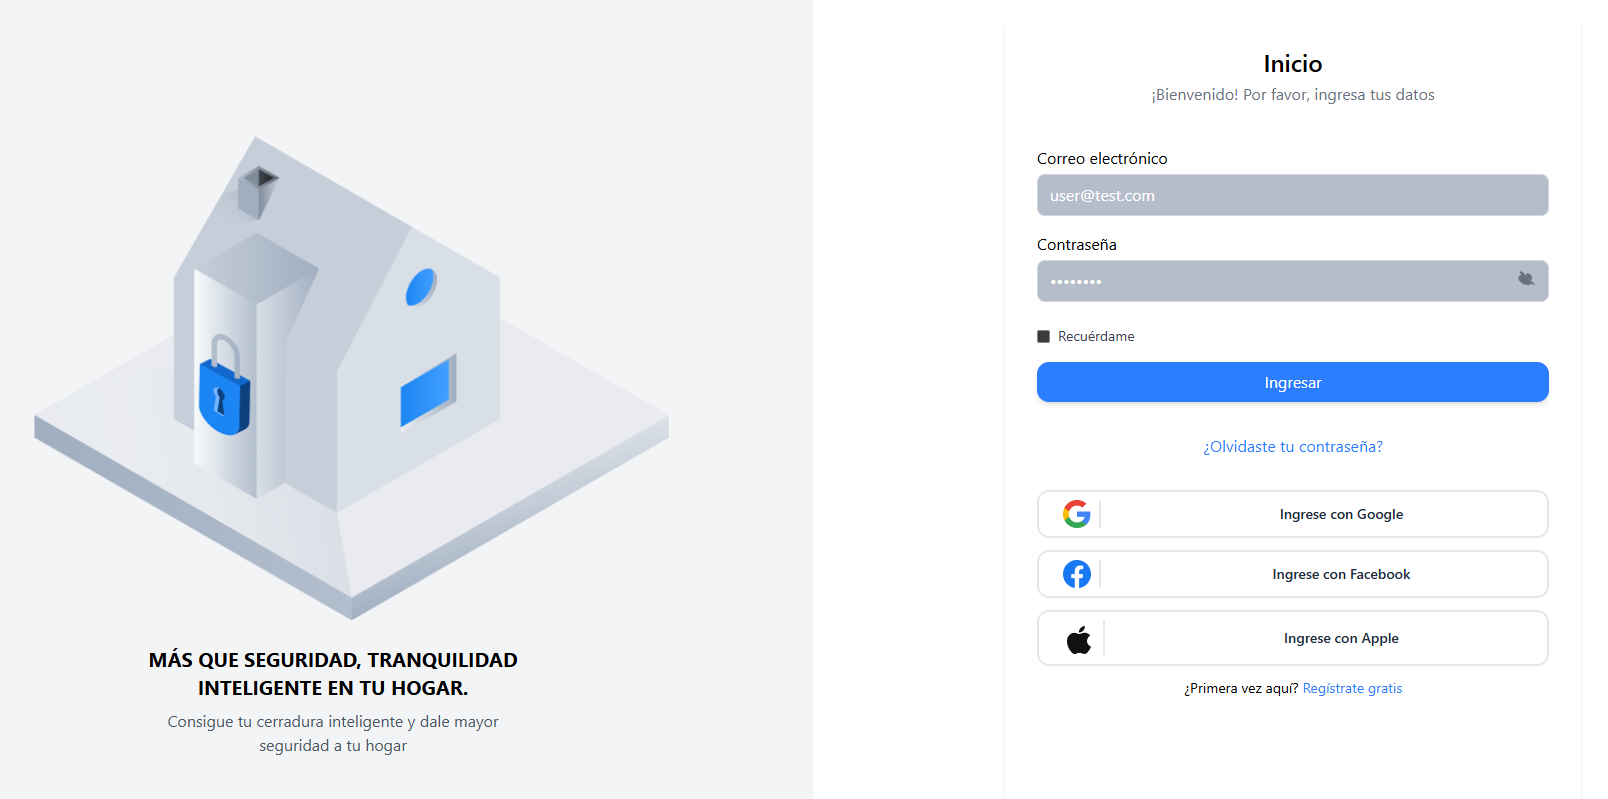 MÁS QUE SEGURIDAD, TRANQUILIDAD
INTELIGENTE EN TU HOGAR.
Consigue tu cerradura inteligente y dale mayor
seguridad a tu hogar
Inicio
¡Bienvenido! Por favor, ingresa tus datos
Correo electrónico
user@test.com
Contraseña
••••••••
Recuérdame
Ingresar
¿Olvidaste tu contraseña?
Ingrese con Google
Ingrese con Facebook
Ingrese con Apple
¿Primera vez aquí? Regístrate gratis